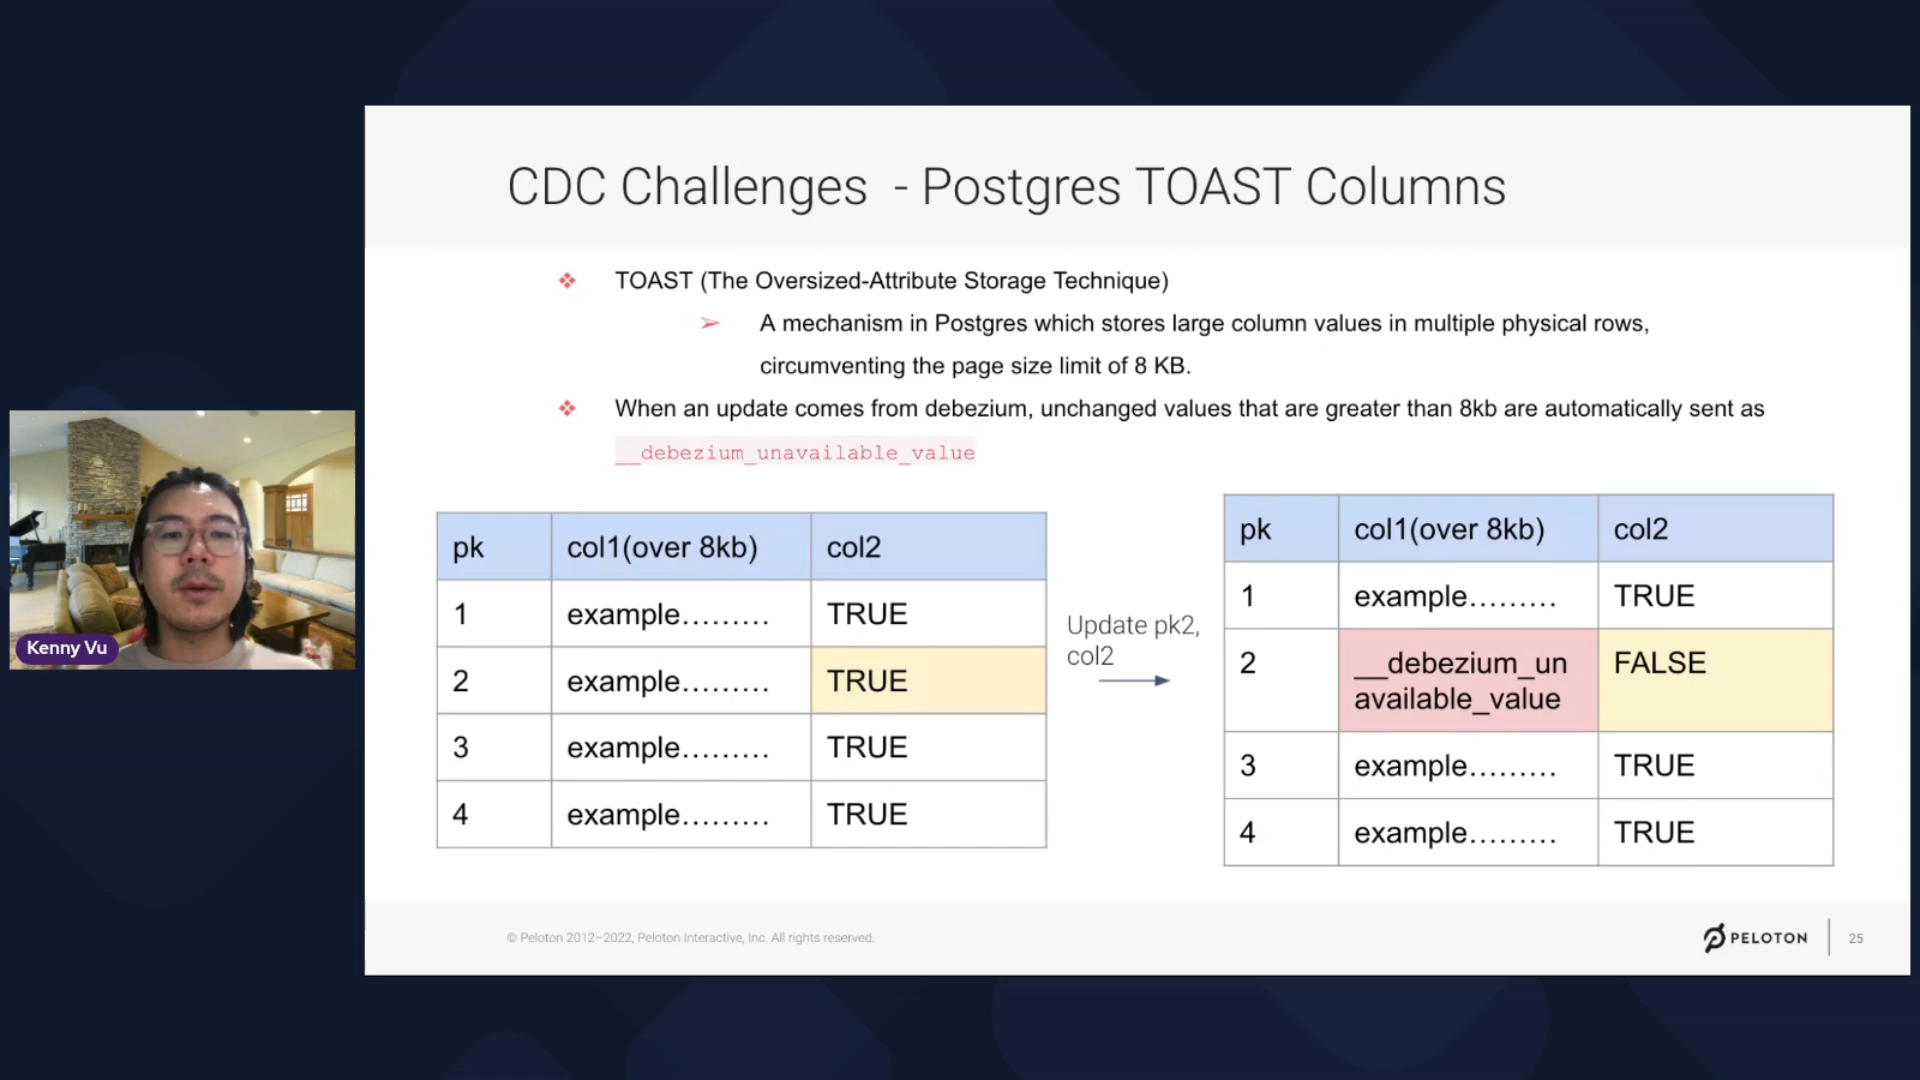 CDC Challenges - Postgres TOAST Columns
❖ TOAST (The Oversized-Attribute Storage Technique)
➢ A mechanism in Postgres which stores large column values in multiple physical rows,
circumventing the page size limit of 8 KB.
❖ When an update comes from debezium, unchanged values that are greater than 8kb are automatically sent as
__debezium_unavailable_value
pk col1(over 8kb) col2
1 example......... TRUE
2 example......... TRUE
3 example......... TRUE
4 example......... TRUE
Update pk2,
col2
pk col1(over 8kb) col2
1 example......... TRUE
2 __debezium_un FALSE
available_value
3 example......... TRUE
4 example......... TRUE
Kenny Vu
© Peloton 2012–2022, Peloton Interactive, Inc. All rights reserved.
PELOTON
25